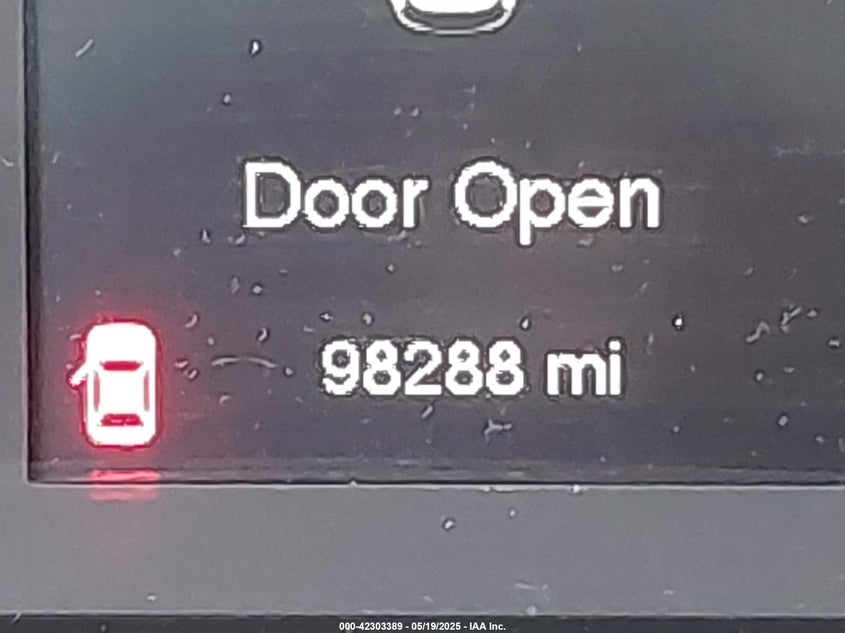 Door Open
98288 mi
000-42303389 - 05/19/2025 - IAA Inc.